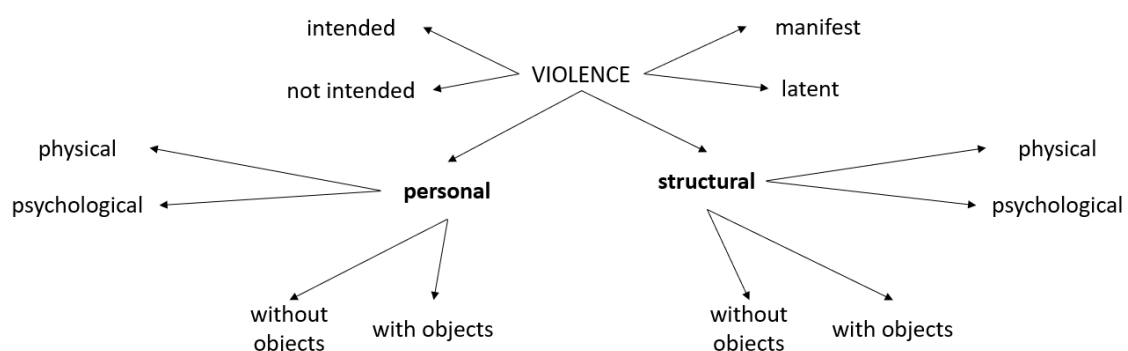 intended
manifest
VIOLENCE
not intended
latent
physical
physical
personal
structural
psychological
psychological
without
objects
with objects
without
objects
with objects